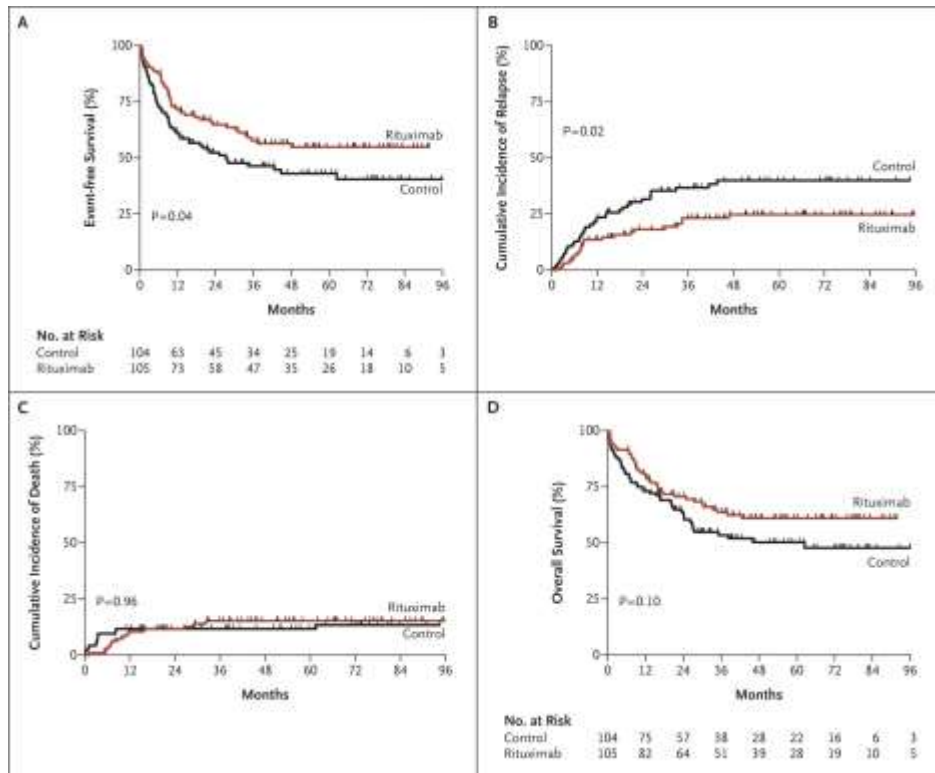 A
100
75
50
25
0
Event-free Survival (%)
Rituximab
Control
P=0.04
0 12 24 36 48 60 72 84 96
Months
No. at Risk
Control 104 63 45 34 25 19 14 6 3
Rituximab 105 73 58 47 35 26 18 10 5
B
100
75
50
25
0
Cumulative Incidence of Relapse (%)
P=0.02
Control
Rituximab
0 12 24 36 48 60 72 84 96
Months
C
100
75
50
25
0
Cumulative Incidence of Death (%)
P=0.96
Rituximab
Control
0 12 24 36 48 60 72 84 96
Months
D
100
75
50
25
0
Overall Survival (%)
Rituximab
Control
P=0.10
0 12 24 36 48 60 72 84 96
Months
No. at Risk
Control 104 75 57 38 28 22 16 6 3
Rituximab 105 82 64 51 39 28 19 10 5